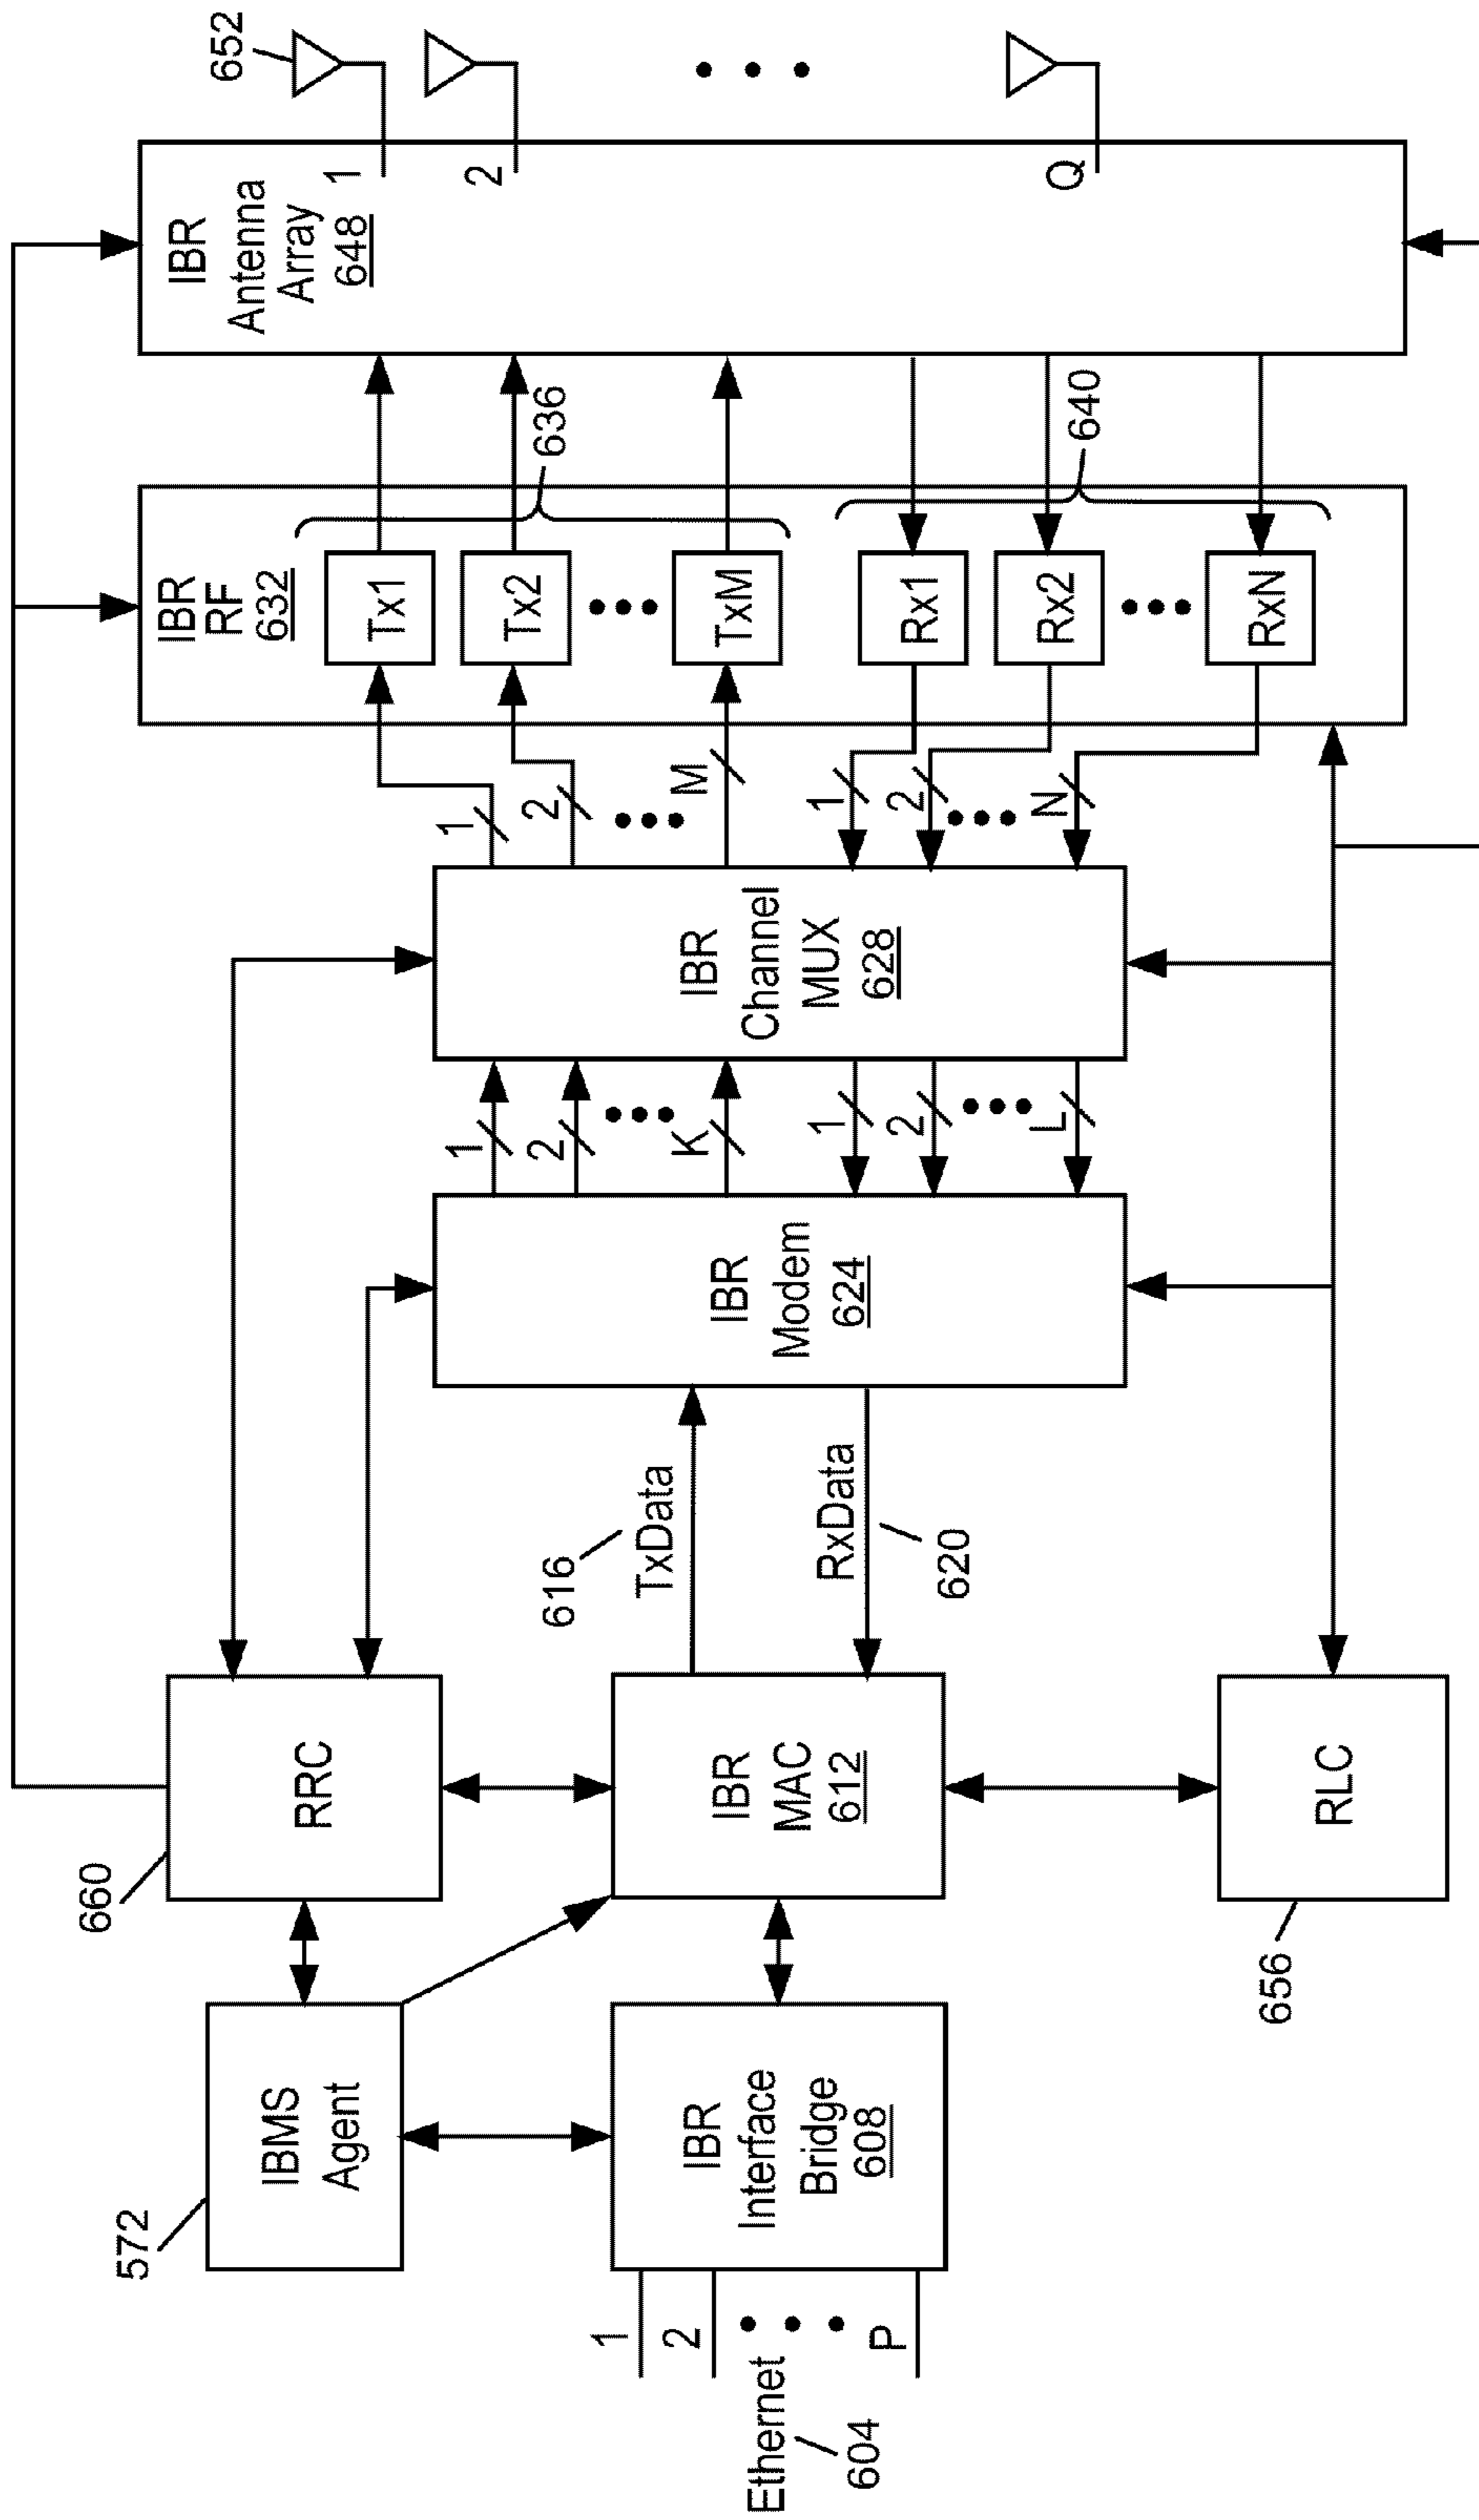 652
IBR
Antenna
Array
648
1
2
Q
636
640
IBR
RF
632
Tx1
Tx2
TxM
Rx1
Rx2
RxN
1
2
M
1
2
N
IBR
Channel
MUX
628
1
2
K
1
2
L
IBR
Modem
624
616
TxData
RxData
620
660
RRC
IBR
MAC
612
RLC
656
572
IBMS
Agent
IBR
Interface
Bridge
608
1
2
P
Ethernet
604